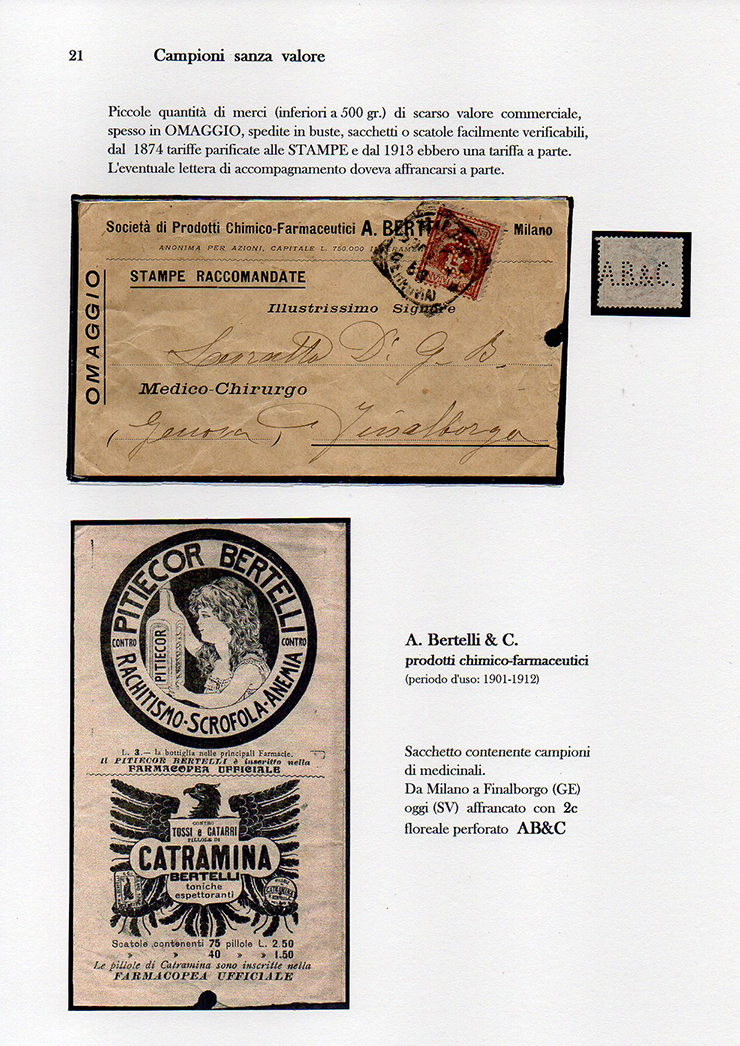 21 Campioni sanza valore
Piccole quantità di merci (inferiori a 500 gr.) di scarso valore commerciale,
spesso in OMAGGIO, spedite in buste, sacchetti o scatole facilmente verificabili,
dal 1874 tariffe parificate alle STAMPE e dal 1913 ebbero una tariffa a parte.
L'eventuale lettera di accompagnamento doveva affrancarsi a parte.
Società di Prodotti Chimico-Farmaceutici A. BERT Milano
ANONIMA PER AZIONI, CAPITALE L. 750.000
STAMPE RACCOMANDATE
OMAGGIO
Illustrissimo Signore
D. G. B.
Medico-Chirurgo
(Genova) Finalborgo
A.B.&C.
PITIECOR BERTELLI
CONTRO CONTRO
PITIECOR
RACHITISMO-SCROFOLA-ANEMIA
L. 3.— la bottiglia nelle principali Farmacie.
Il PITIECOR BERTELLI è inscritto nella
FARMACOPEA UFFICIALE
CONTRO
TOSSI e CATARRI
PILLOLE DI
CATRAMINA
BERTELLI
toniche
espettoranti
CATRAMINA
Scatole contenenti 75 pillole L. 2.50
» » 40 » » 1.50
Le pillole di Catramina sono inscritte nella
FARMACOPEA UFFICIALE
A. Bertelli & C.
prodotti chimico-farmaceutici
(periodo d'uso: 1901-1912)
Sacchetto contenente campioni
di medicinali.
Da Milano a Finalborgo (GE)
oggi (SV) affrancato con 2c
floreale perforato AB&C